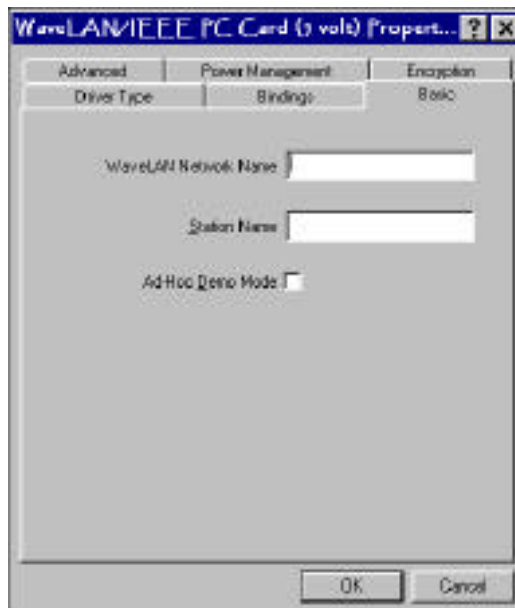 WaveLAN/IEEE PC Card (5 volt) Propert... ? X
Advanced Power Management Encryption
Driver Type Bindings Basic
WaveLAN Network Name
Station Name
Ad-Hoc Demo Mode
OK Cancel